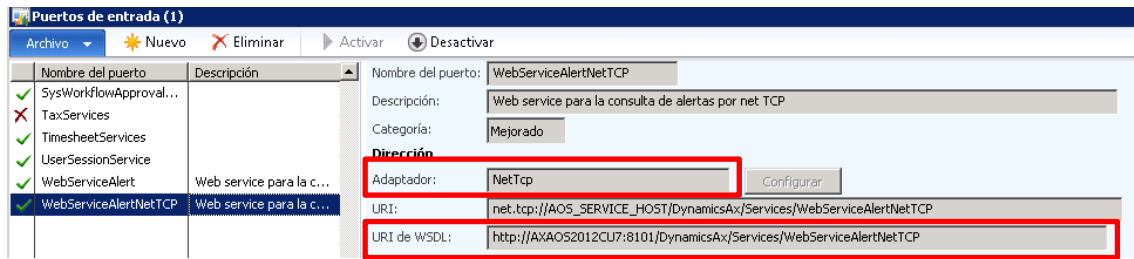 Puertos de entrada (1)
Archivo Nuevo Eliminar Activar Desactivar
Nombre del puerto Descripción
SysWorkflowApproval...
TaxServices
TimesheetServices
UserSessionService
WebServiceAlert Web service para la c...
WebServiceAlertNetTCP Web service para la c...
Nombre del puerto: WebServiceAlertNetTCP
Descripción: Web service para la consulta de alertas por net TCP
Categoría: Mejorado
Dirección
Adaptador: NetTcp Configurar
URI: net.tcp://AOS_SERVICE_HOST/DynamicsAx/Services/WebServiceAlertNetTCP
URI de WSDL: http://AXAOS2012CU7:8101/DynamicsAx/Services/WebServiceAlertNetTCP